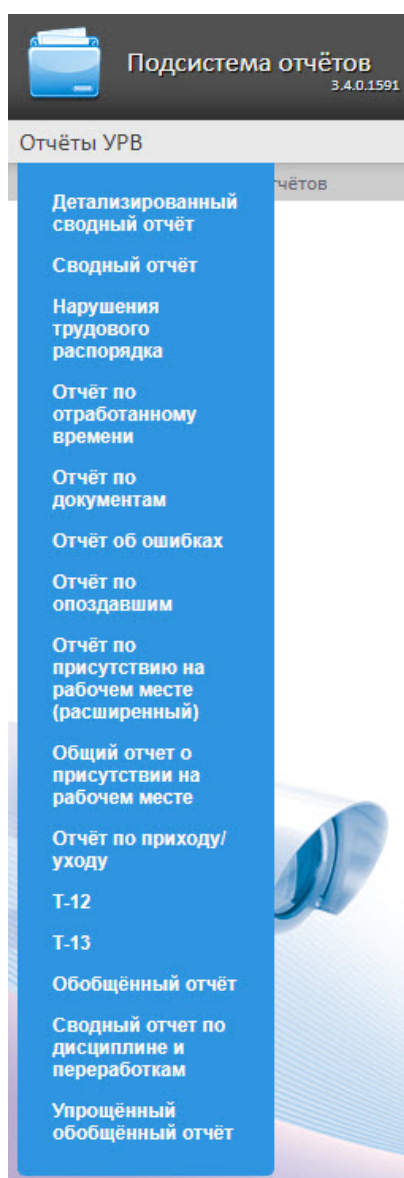 Подсистема отчётов
3.4.0.1591
Отчёты УРВ
чётов
Детализированный
сводный отчёт
Сводный отчёт
Нарушения
трудового
распорядка
Отчёт по
отработанному
времени
Отчёт по
документам
Отчёт об ошибках
Отчёт по
опоздавшим
Отчёт по
присутствию на
рабочем месте
(расширенный)
Общий отчет о
присутствии на
рабочем месте
Отчёт по приходу/
уходу
Т-12
Т-13
Обобщённый отчёт
Сводный отчет по
дисциплине и
переработкам
Упрощённый
обобщённый отчёт